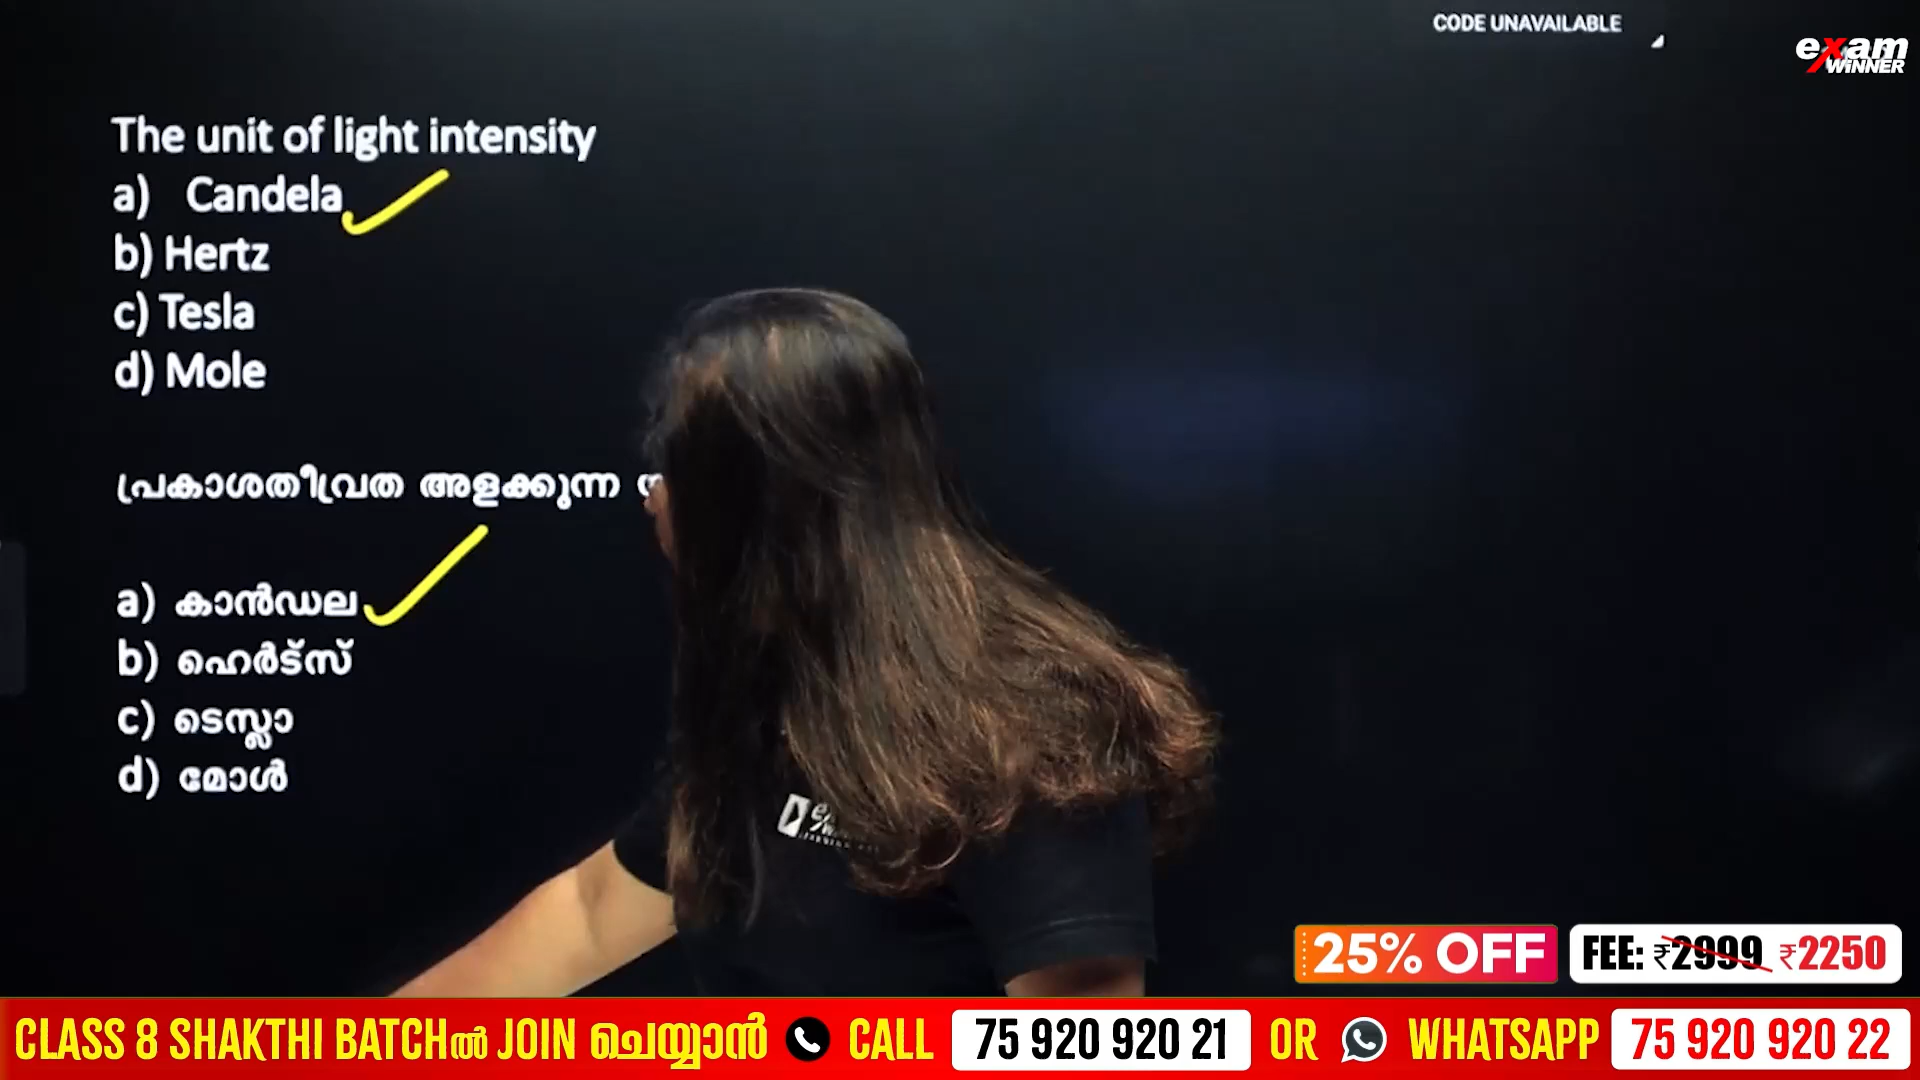 CODE UNAVAILABLE
exam
WiNNER
The unit of light intensity
a) Candela
b) Hertz
c) Tesla
d) Mole
പ്രകാശതീവ്രത അളക്കുന്ന
a) കാൻഡല
b) ഹെർട്സ്
c) ടെസ്ലാ
d) മോൾ
25% OFF
FEE: ₹2999 ₹2250
CLASS 8 SHAKTHI BATCHൽ JOIN ചെയ്യാൻ CALL 75 920 920 21 OR WHATSAPP 75 920 920 22